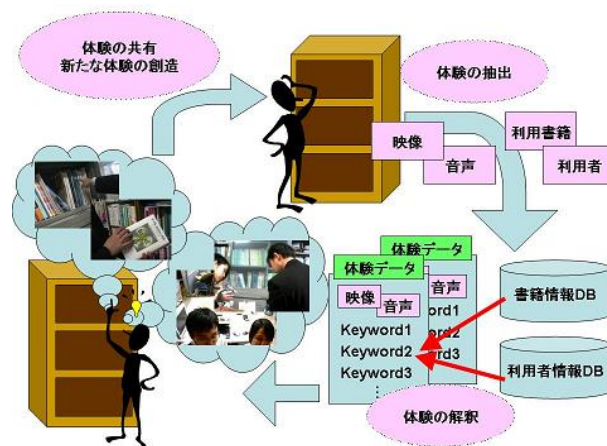 体験の共有
新たな体験の創造
体験の抽出
映像
音声
利用書籍
利用者
体験データ
体験データ
映像
音声
音声
Keyword1
Keyword2
Keyword3
⋮
rd1
rd2
rd3
書籍情報DB
利用者情報DB
体験の解釈